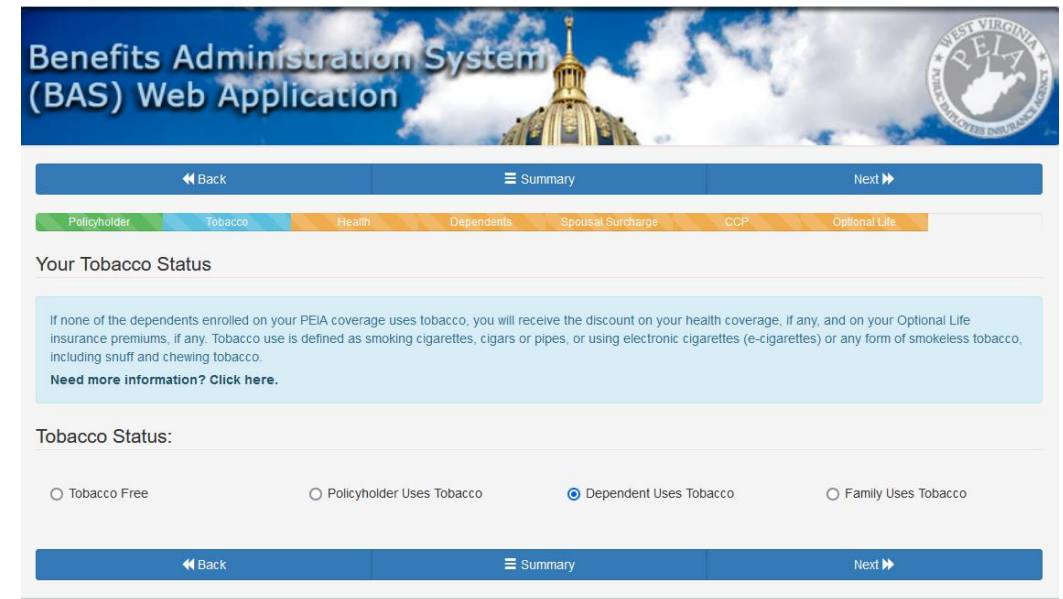 Benefits Administration System
(BAS) Web Application
WEST VIRGINIA
PEIA
PUBLIC EMPLOYEES INSURANCE AGENCY
Back Summary Next
Policyholder Tobacco Health Dependents Spousal Surcharge CCP Optional Life
Your Tobacco Status
If none of the dependents enrolled on your PEIA coverage uses tobacco, you will receive the discount on your health coverage, if any, and on your Optional Life
insurance premiums, if any. Tobacco use is defined as smoking cigarettes, cigars or pipes, or using electronic cigarettes (e-cigarettes) or any form of smokeless tobacco,
including snuff and chewing tobacco.
Need more information? Click here.
Tobacco Status:
Tobacco Free Policyholder Uses Tobacco Dependent Uses Tobacco Family Uses Tobacco
Back Summary Next